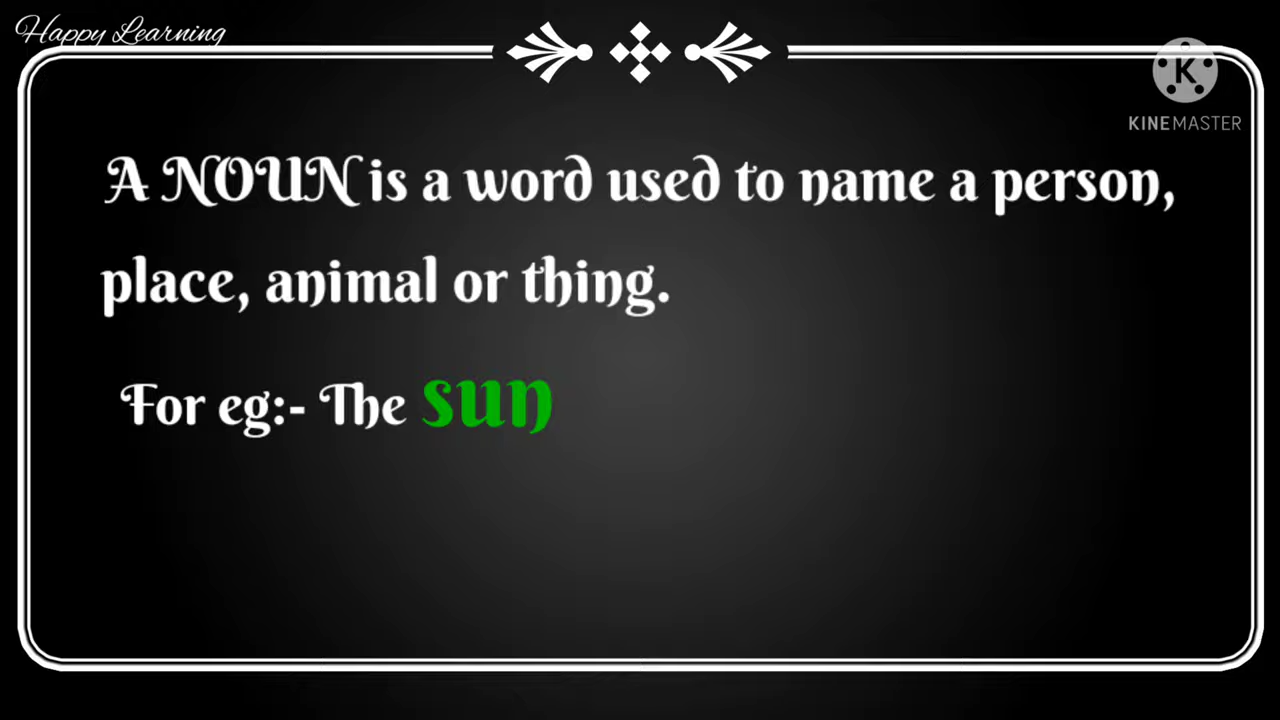 Happy Learning
KINEMASTER
A NOUN is a word used to name a person,
place, animal or thing.
For eg:- The sun